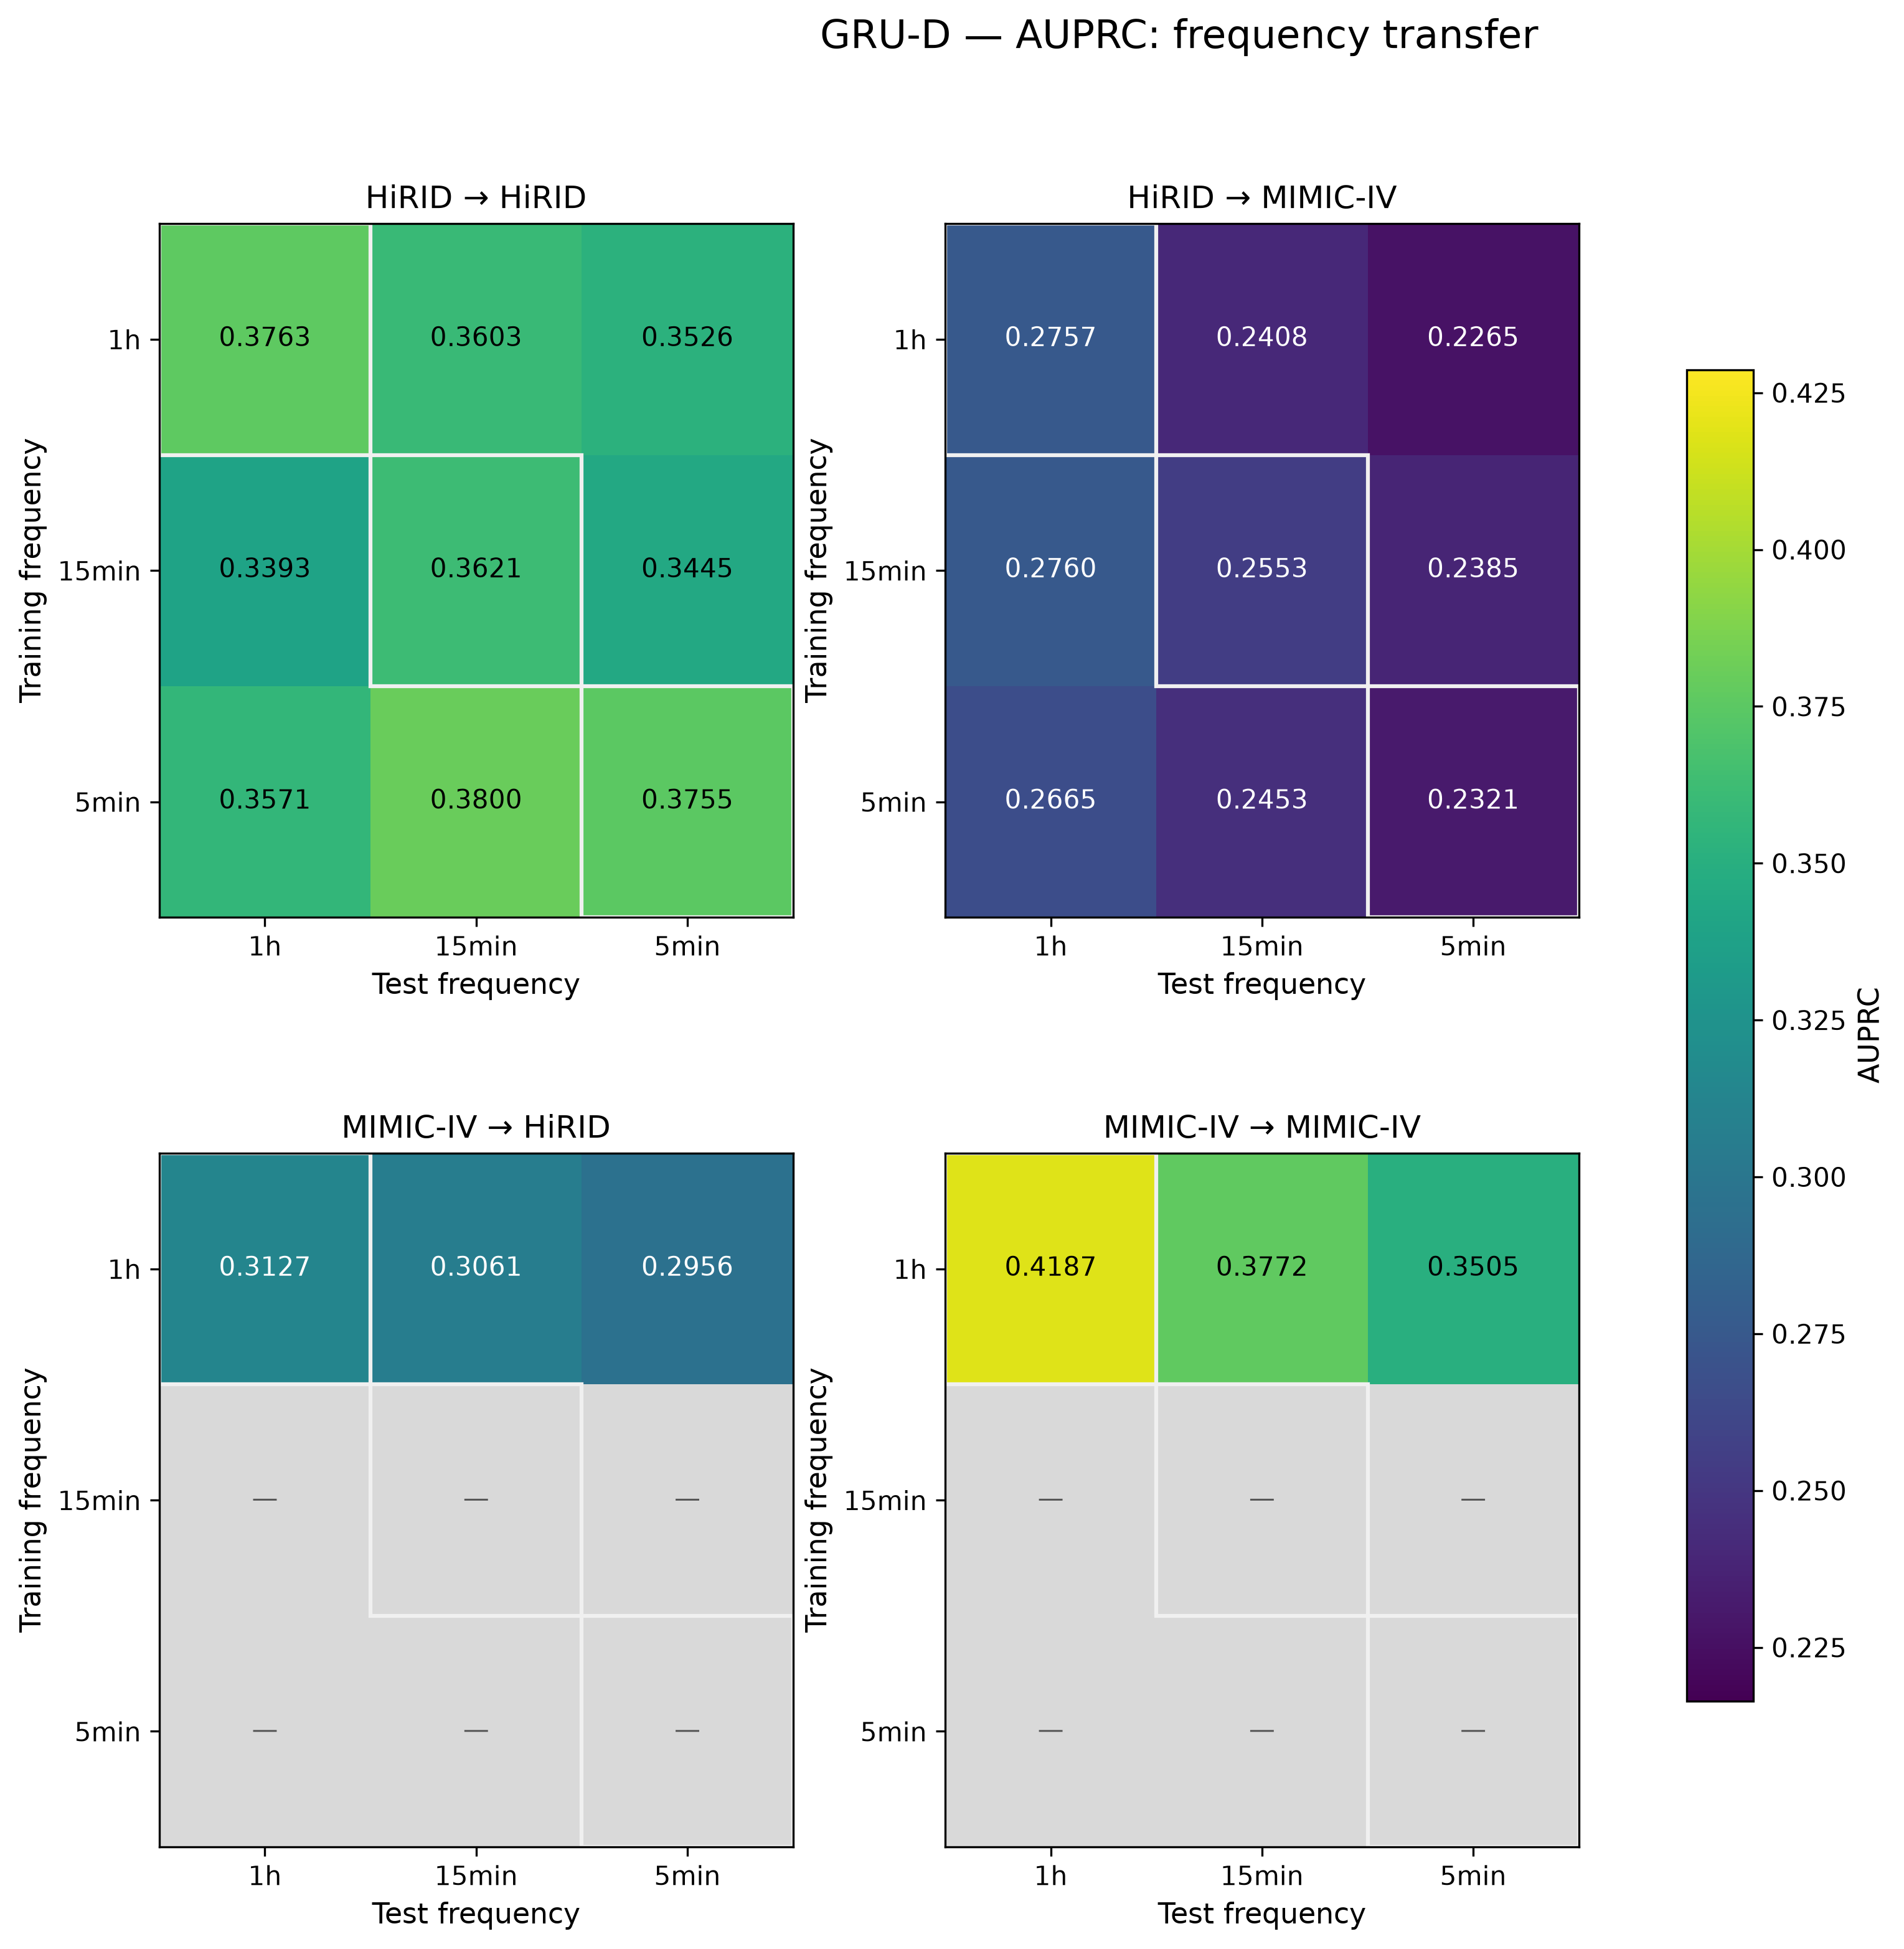 GRU-D — AUPRC: frequency transfer
HiRID → HiRID
Training frequency
1h 0.3763 0.3603 0.3526
15min 0.3393 0.3621 0.3445
5min 0.3571 0.3800 0.3755
1h 15min 5min
Test frequency
HiRID → MIMIC-IV
Training frequency
1h 0.2757 0.2408 0.2265
15min 0.2760 0.2553 0.2385
5min 0.2665 0.2453 0.2321
1h 15min 5min
Test frequency
MIMIC-IV → HiRID
Training frequency
1h 0.3127 0.3061 0.2956
15min — — —
5min — — —
1h 15min 5min
Test frequency
MIMIC-IV → MIMIC-IV
Training frequency
1h 0.4187 0.3772 0.3505
15min — — —
5min — — —
1h 15min 5min
Test frequency
0.425
0.400
0.375
0.350
0.325
0.300
0.275
0.250
0.225
AUPRC